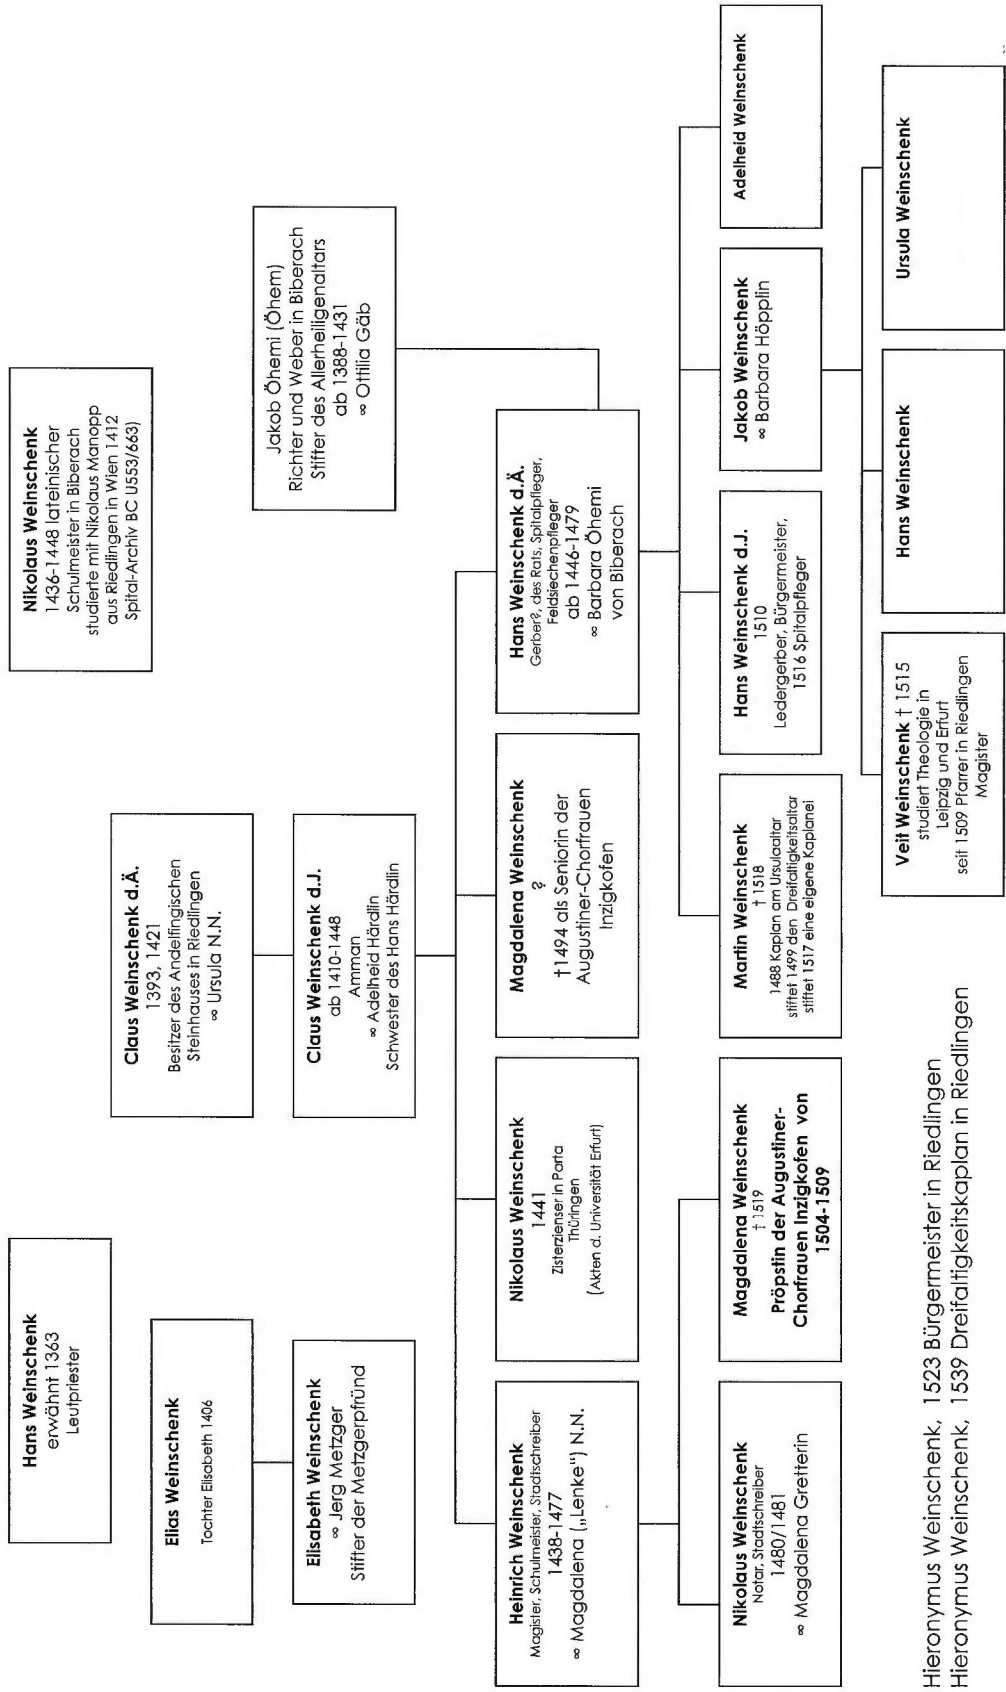 Hans Weinschenk
erwähnt 1363
Leutpriester
Nikolaus Weinschenk
1436-1448 lateinischer
Schulmeister in Biberach
studierte mit Nikolaus Manopp
aus Riedlingen in Wien 1412
Spital-Archiv BC U553/663)
Claus Weinschenk d.Ä.
1393, 1421
Besitzer des Andelfingischen
Steinhauses in Riedlingen
∞ Ursula N.N.
Elias Weinschenk
Tochter Elisabeth 1406
Jakob Öhemi (Öhem)
Richter und Weber in Biberach
Stifter des Allerheiligenaltars
ab 1388-1431
∞ Ottilia Gäb
Elisabeth Weinschenk
∞ Jerg Metzger
Stifter der Metzgerpfründ
Claus Weinschenk d.J.
ab 1410-1448
Amman
∞ Adelheid Härdlin
Schwester des Hans Härdlin
Heinrich Weinschenk
Magister, Schulmeister, Stadtschreiber
1438-1477
∞ Magdalena („Lenke“) N.N.
Nikolaus Weinschenk
1441
Zisterzienser in Porta
Thüringen
(Akten d. Universität Erfurt)
Magdalena Weinschenk
?
†1494 als Seniorin der
Augustiner-Chorfrauen
Inzigkofen
Hans Weinschenk d.Ä.
Gerber?, des Rats, Spitalpfleger,
Feldsiechenpfleger
ab 1446-1479
∞ Barbara Öhemi
von Biberach
Nikolaus Weinschenk
Notar, Stadtschreiber
1480/1481
∞ Magdalena Gretterin
Magdalena Weinschenk
† 1519
Pröpstin der Augustiner-
Chorfrauen Inzigkofen von
1504-1509
Martin Weinschenk
† 1518
1488 Kaplan am Ursulaaltar
stiftet 1499 den Dreifaltigkeitsaltar
stiftet 1517 eine eigene Kaplanei
Hans Weinschenk d.J.
1510
Ledergerber, Bürgermeister,
1516 Spitalpfleger
Jakob Weinschenk
∞ Barbara Höpplin
Adelheid Weinschenk
Veit Weinschenk † 1515
studiert Theologie in
Leipzig und Erfurt
seit 1509 Pfarrer in Riedlingen
Magister
Hans Weinschenk
Ursula Weinschenk
Hieronymus Weinschenk, 1523 Bürgermeister in Riedlingen
Hieronymus Weinschenk, 1539 Dreifaltigkeitskaplan in Riedlingen